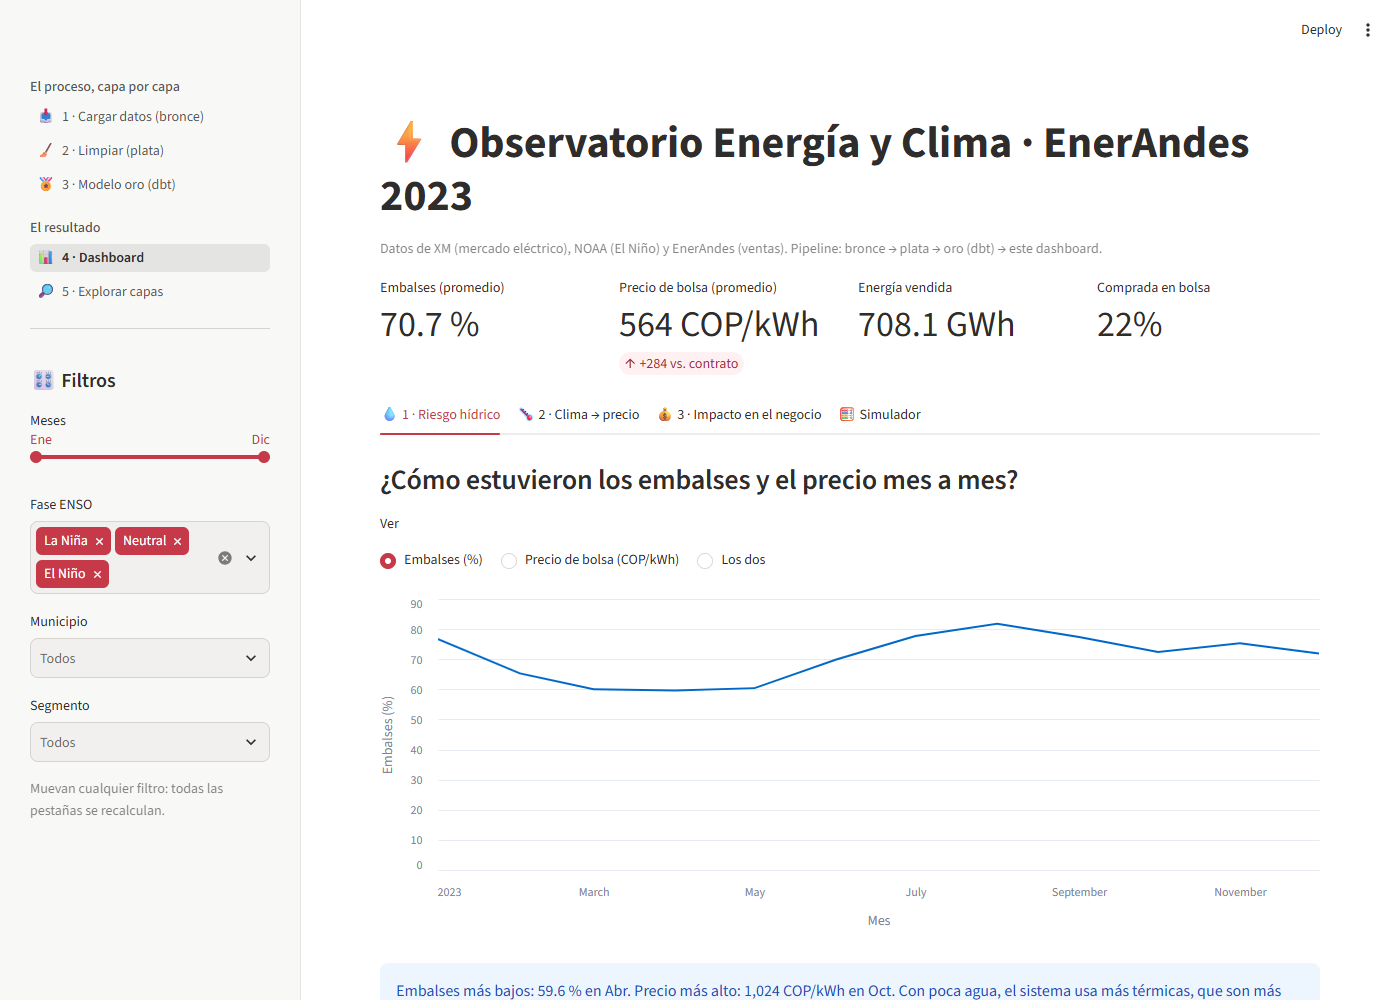 Deploy
El proceso, capa por capa
1 · Cargar datos (bronce)
2 · Limpiar (plata)
3 · Modelo oro (dbt)
El resultado
4 · Dashboard
5 · Explorar capas
Filtros
Meses
Ene Dic
Fase ENSO
La Niña × Neutral ×
El Niño ×
Municipio
Todos
Segmento
Todos
Muevan cualquier filtro: todas las
pestañas se recalculan.
Observatorio Energía y Clima · EnerAndes
2023
Datos de XM (mercado eléctrico), NOAA (El Niño) y EnerAndes (ventas). Pipeline: bronce → plata → oro (dbt) → este dashboard.
Embalses (promedio) Precio de bolsa (promedio) Energía vendida Comprada en bolsa
70.7 % 564 COP/kWh 708.1 GWh 22%
↑ +284 vs. contrato
1 · Riesgo hídrico 2 · Clima → precio 3 · Impacto en el negocio Simulador
¿Cómo estuvieron los embalses y el precio mes a mes?
Ver
Embalses (%) Precio de bolsa (COP/kWh) Los dos
90
80
70
60
50
40
30
20
10
0
Embalses (%)
2023 March May July September November
Mes
Embalses más bajos: 59.6 % en Abr. Precio más alto: 1,024 COP/kWh en Oct. Con poca agua, el sistema usa más térmicas, que son más